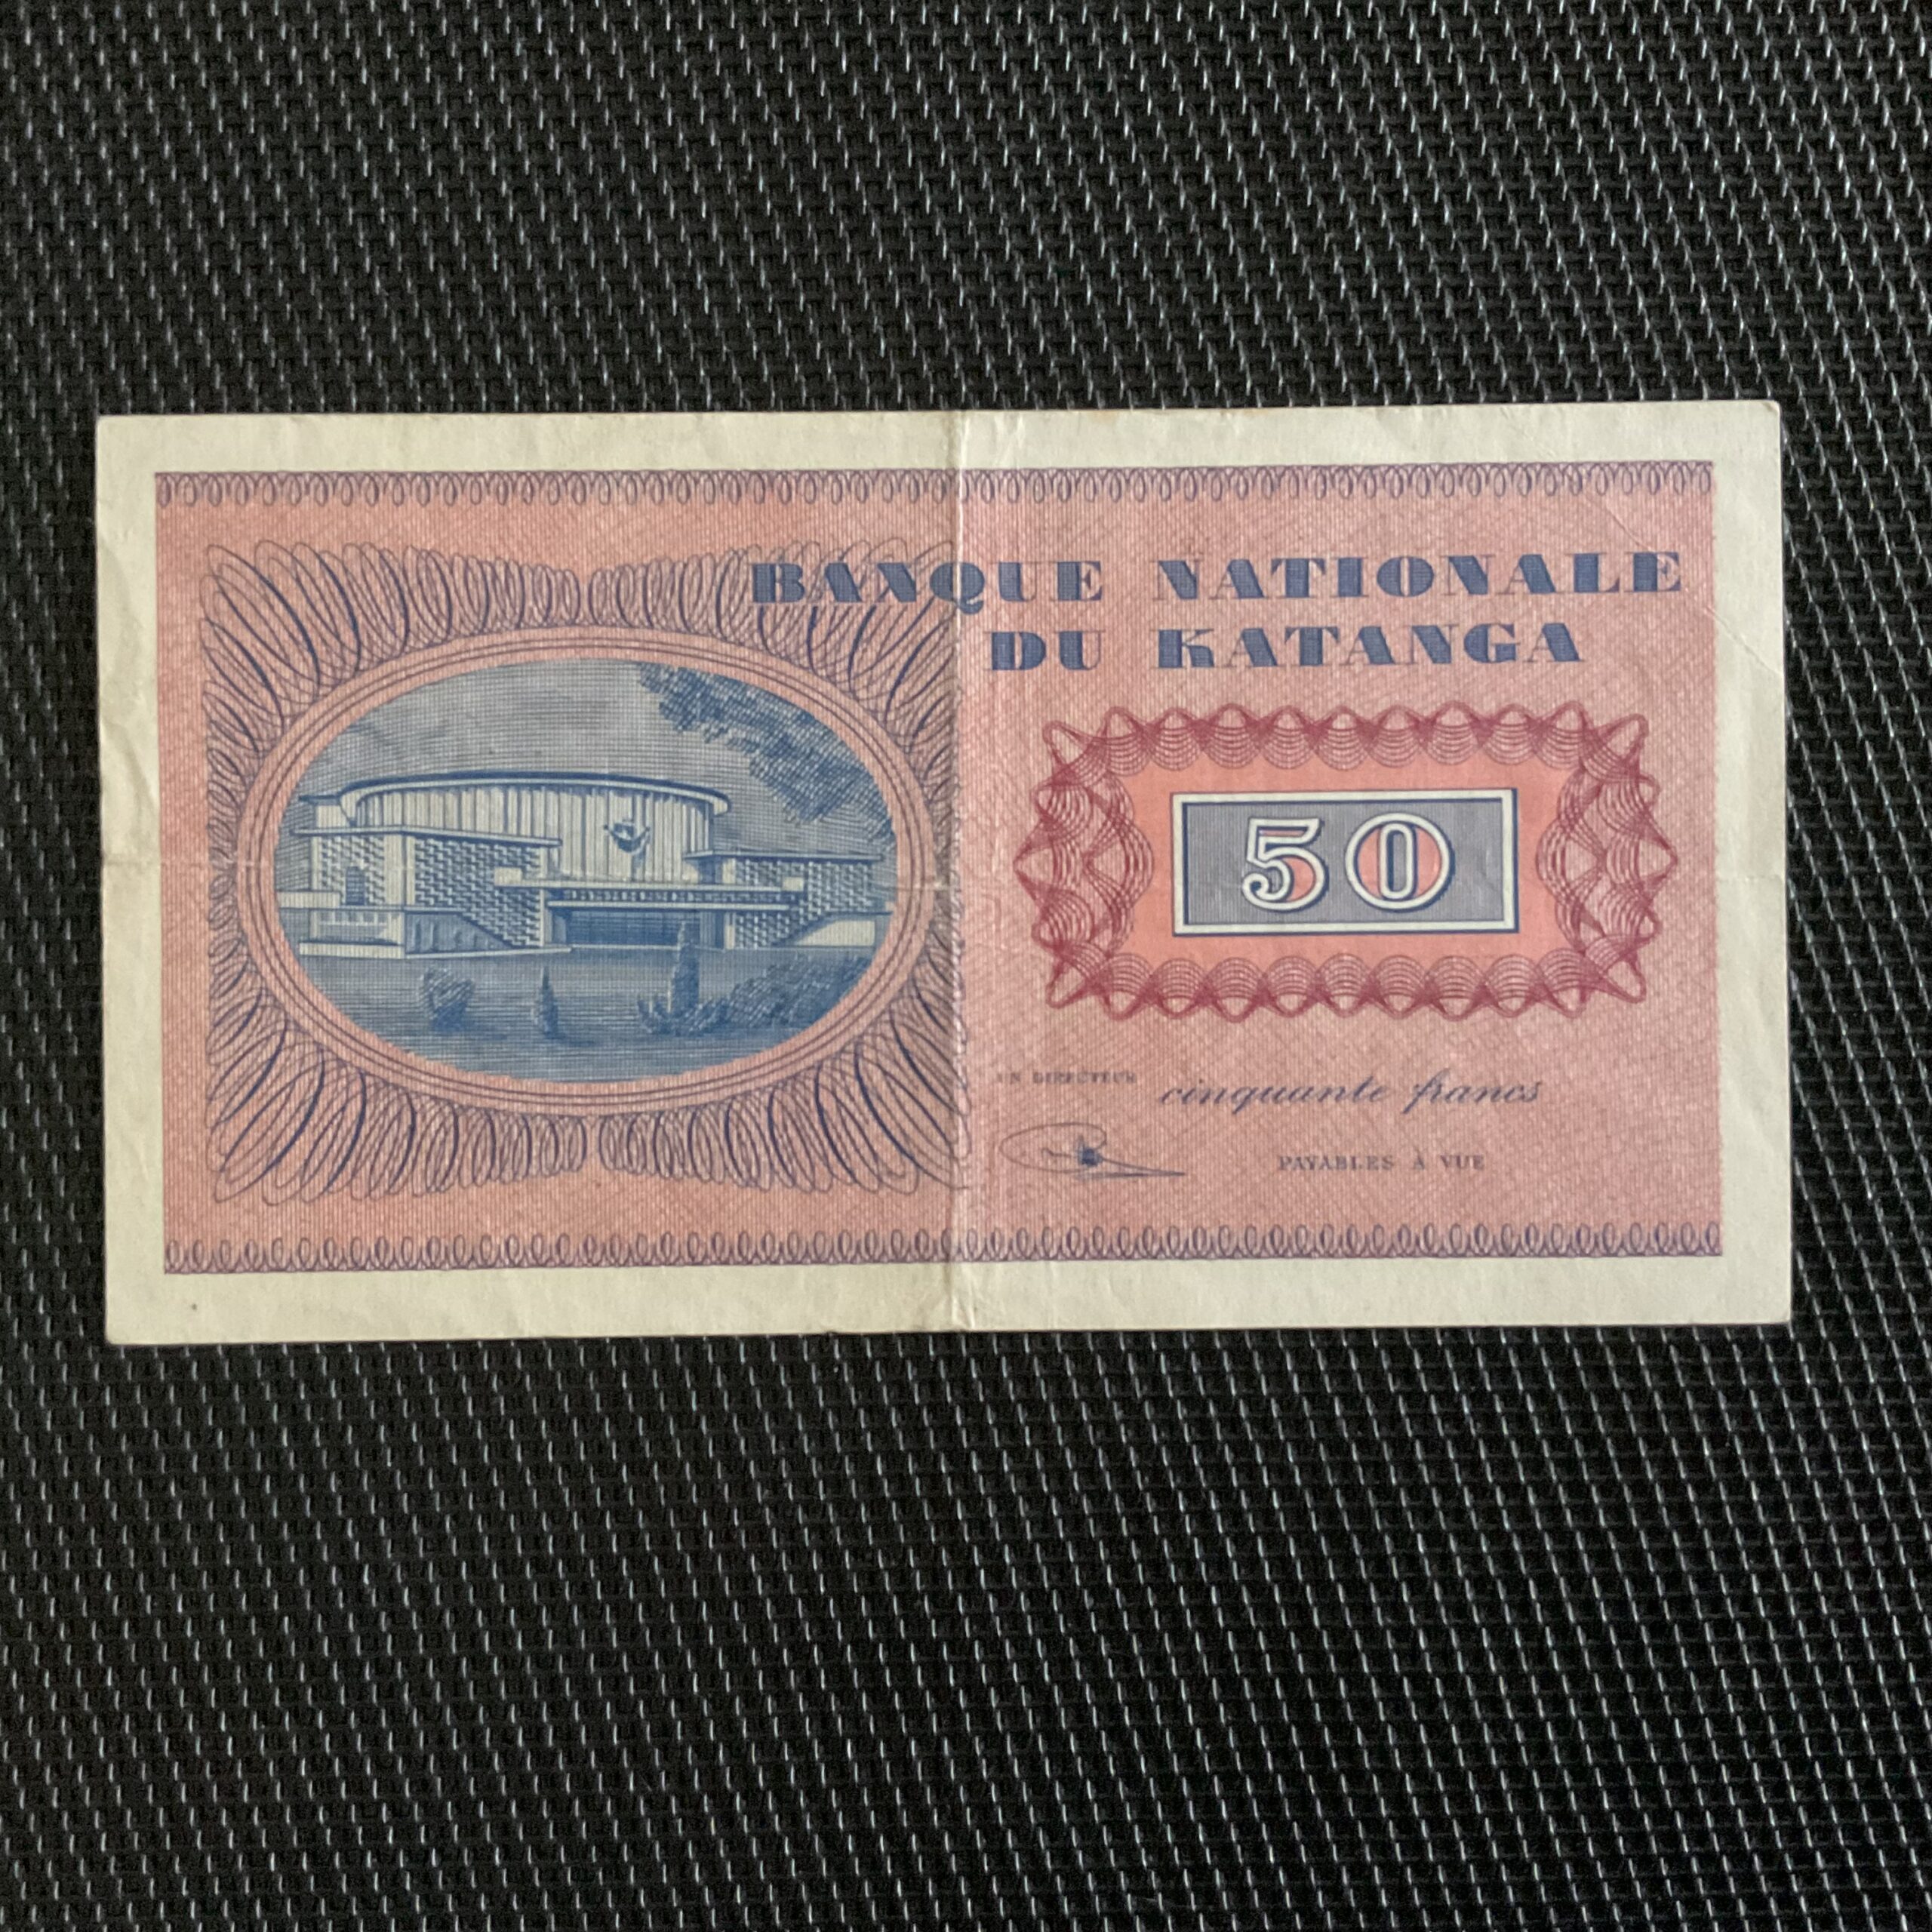 BANQUE NATIONALE
DU KATANGA
50
UN DIRECTEUR
cinquante francs
PAYABLES À VUE